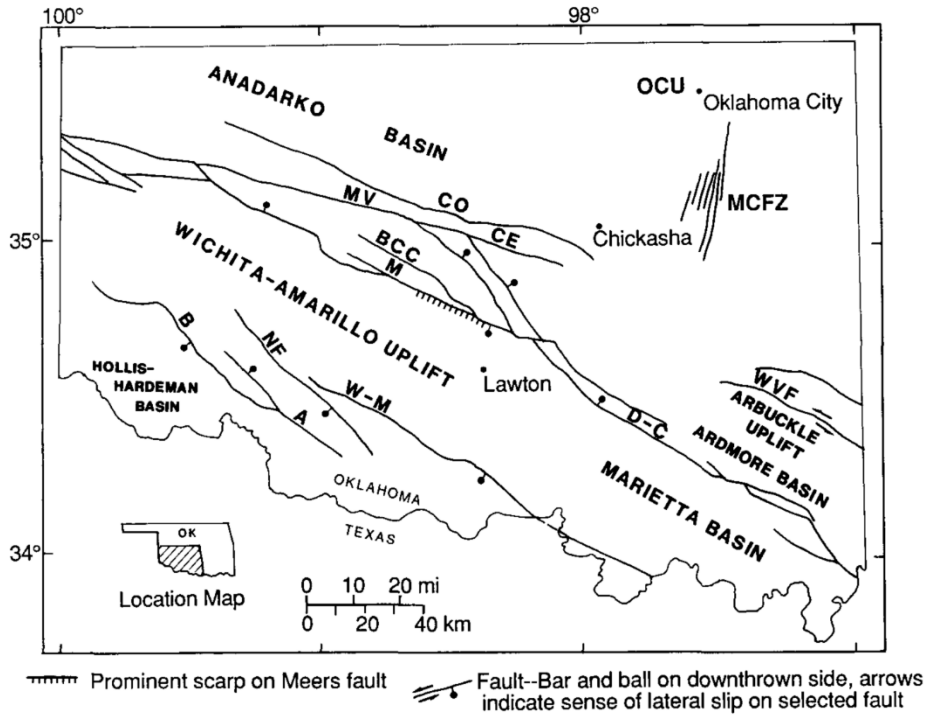 100°
98°
ANADARKO
BASIN
OCU
Oklahoma City
MV
CO
CE
MCFZ
Chickasha
35°
BCC
M
WICHITA-AMARILLO UPLIFT
B
NF
HOLLIS-
HARDEMAN
BASIN
W-M
A
Lawton
D-C
WVF
ARBUCKLE
UPLIFT
ARDMORE BASIN
MARIETTA BASIN
OKLAHOMA
TEXAS
34°
OK
Location Map
0 10 20 mi
0 20 40 km
Prominent scarp on Meers fault
Fault--Bar and ball on downthrown side, arrows
indicate sense of lateral slip on selected fault